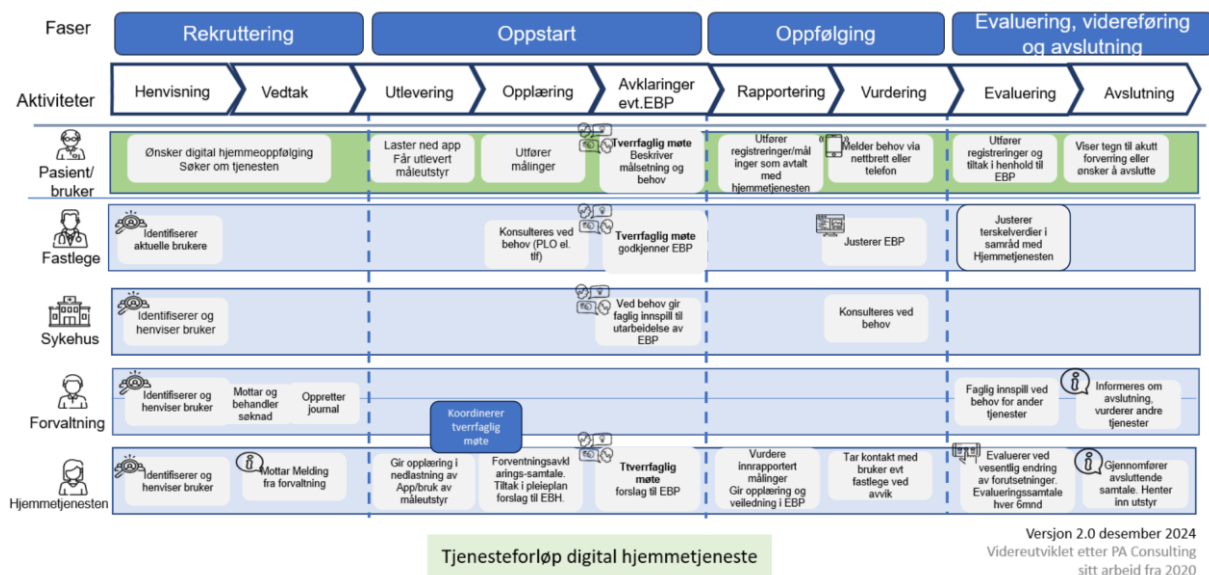 Faser
Rekruttering
Oppstart
Oppfølging
Evaluering, videreføring
og avslutning
Aktiviteter
Henvisning
Vedtak
Utlevering
Opplæring
Avklaringer
evt.EBP
Rapportering
Vurdering
Evaluering
Avslutning
Pasient/
bruker
Ønsker digital hjemmeoppfølging
Søker om tjenesten
Laster ned app
Får utlevert
måleutstyr
Utfører
målinger
Tverrfaglig møte
Beskriver
målsetning og
behov
Utfører
registreringer/mål
inger som avtalt
med
hjemmetjenesten
Melder behov via
nettbrett eller
telefon
Utfører
registreringer og
tiltak i henhold til
EBP
Viser tegn til akutt
forverring eller
ønsker å avslutte
Fastlege
Identifiserer
aktuelle brukere
Konsulteres ved
behov (PLO el.
tlf)
Tverrfaglig møte
godkjenner EBP
Justerer EBP
Justerer
terskelverdier i
samråd med
Hjemmetjenesten
Sykehus
Identifiserer og
henviser bruker
Ved behov gir
faglig innspill til
utarbeidelse av
EBP
Konsulteres ved
behov
Forvaltning
Identifiserer og
henviser bruker
Mottar og
behandler
søknad
Oppretter
journal
Koordinerer
tverrfaglig
møte
Faglig innspill ved
behov for ander
tjenester
Informeres om
avslutning,
vurderer andre
tjenester
Hjemmetjenesten
Identifiserer og
henviser bruker
Mottar Melding
fra forvaltning
Gir opplæring i
nedlastning av
App/bruk av
måleutstyr
Forventningsavkl
arings-samtale.
Tiltak i pleieplan
forslag til EBH.
Ttverrfaglig
møte
forslag til EBP
Vurdere
innrapportert
målinger
Gir opplæring og
veiledning i EBP
Tar kontakt med
bruker evt
fastlege ved
avvik
Evaluerer ved
vesentlig endring
av forutsetninger.
Evalueringssamtale
hver 6mnd
Gjennomfører
avsluttende
samtale. Henter
inn utstyr
Tjenesteforløp digital hjemmetjeneste
Versjon 2.0 desember 2024
Videreutviklet etter PA Consulting
sitt arbeid fra 2020